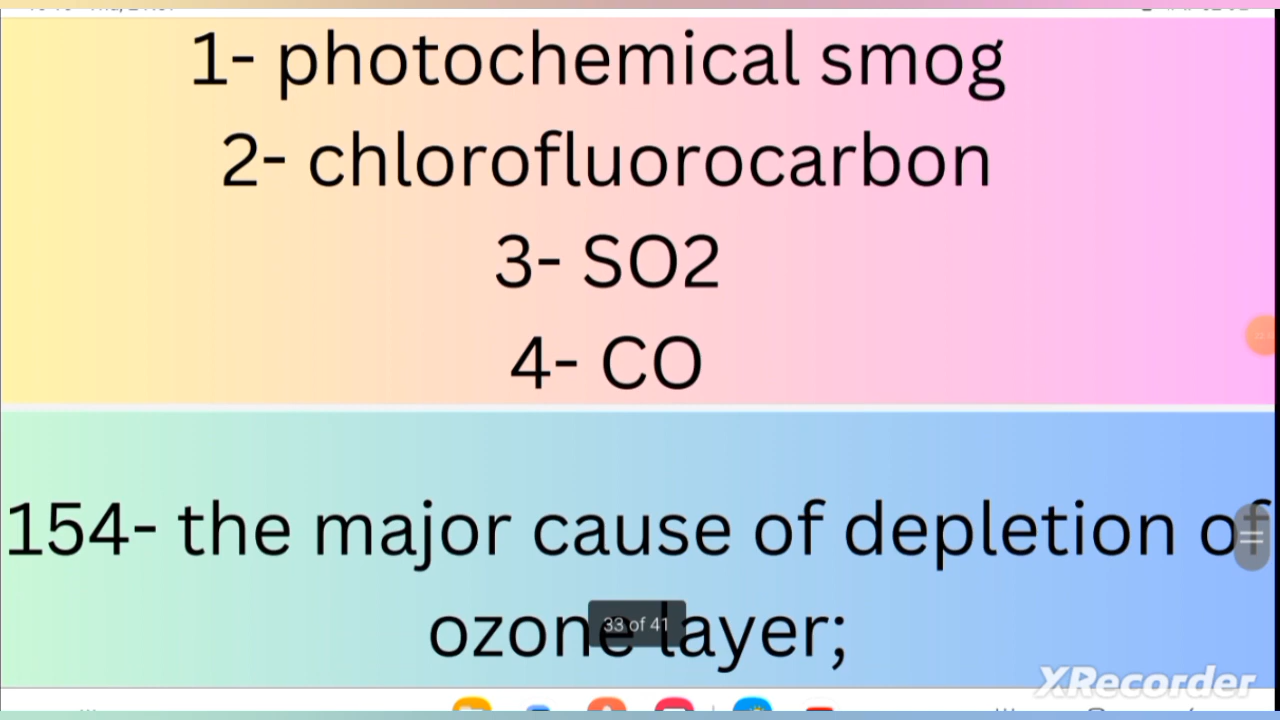 1- photochemical smog
2- chlorofluorocarbon
3- SO2
4- CO
154- the major cause of depletion of
ozone layer;
33 of 41
XRecorder